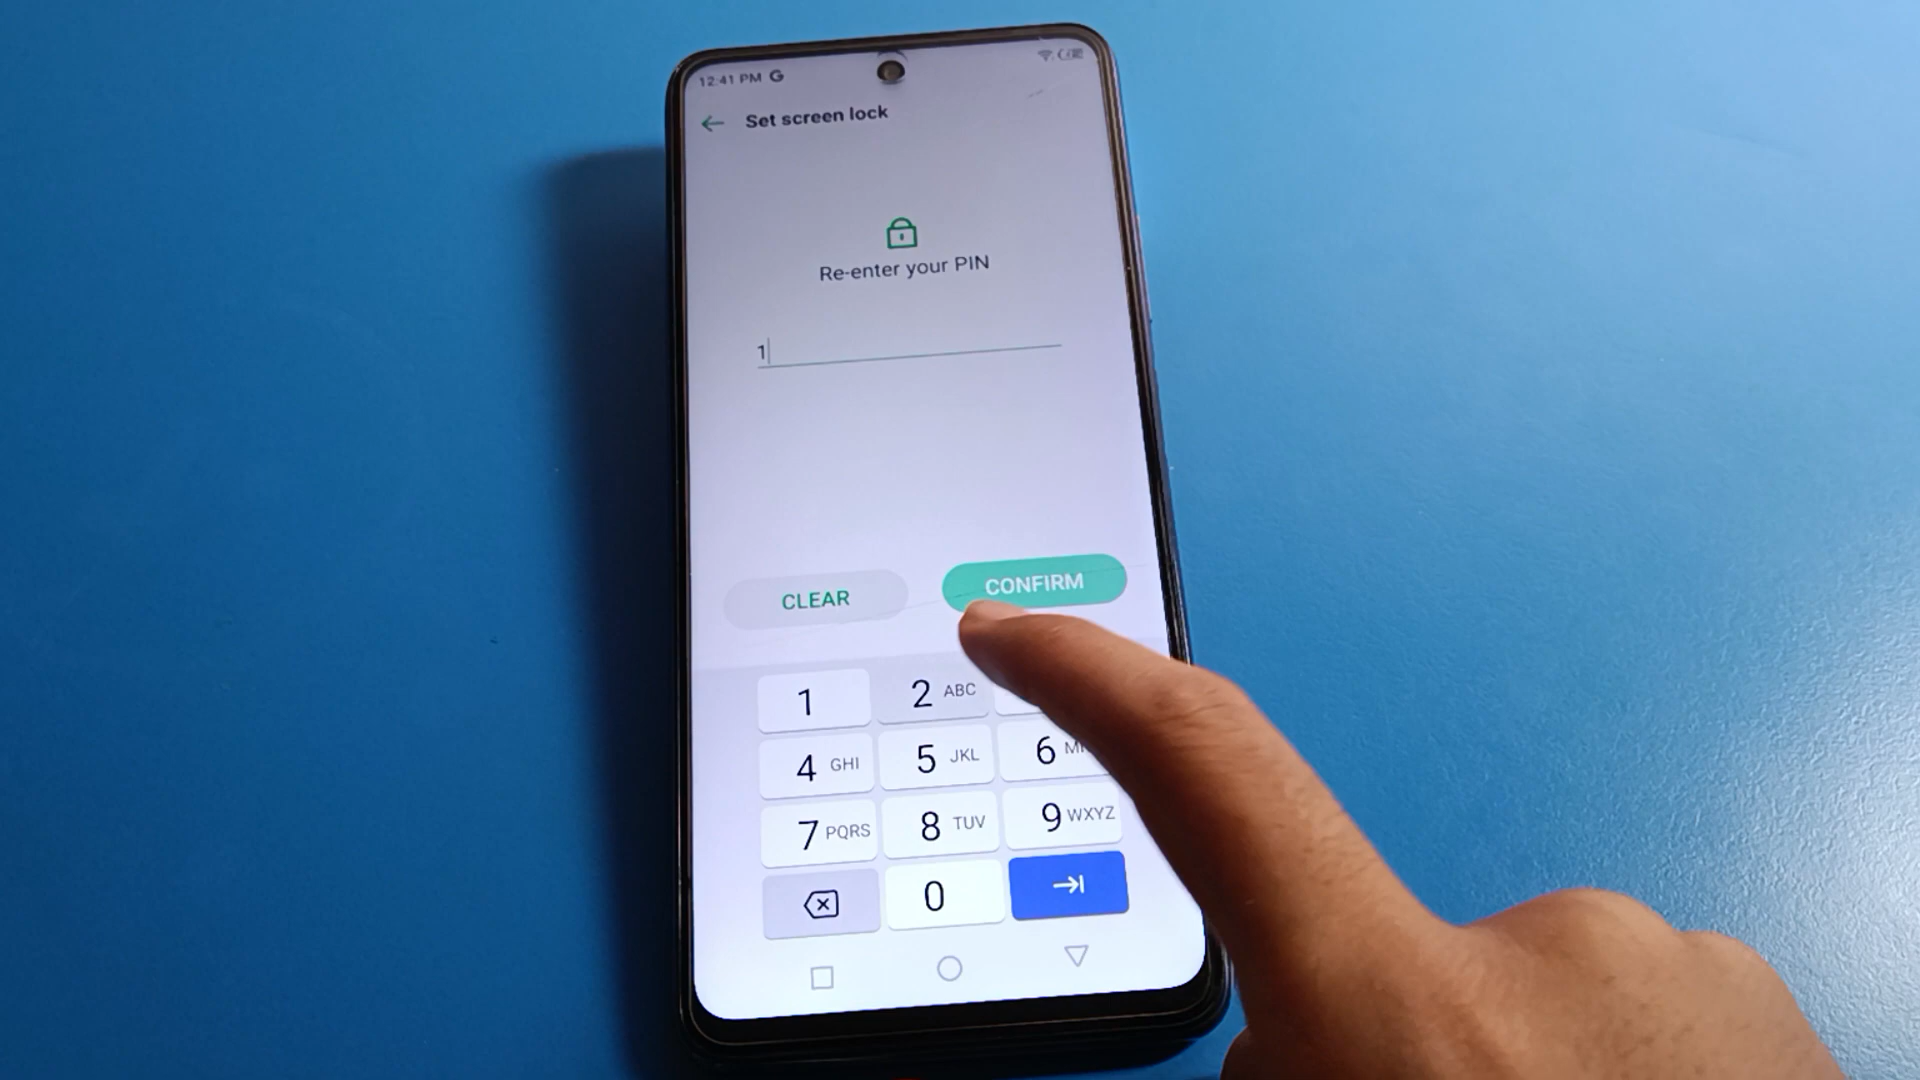 12:41 PM G
Set screen lock
Re-enter your PIN
1
CLEAR CONFIRM
1 2 ABC
4 GHI 5 JKL 6
7 PQRS 8 TUV 9 WXYZ
0